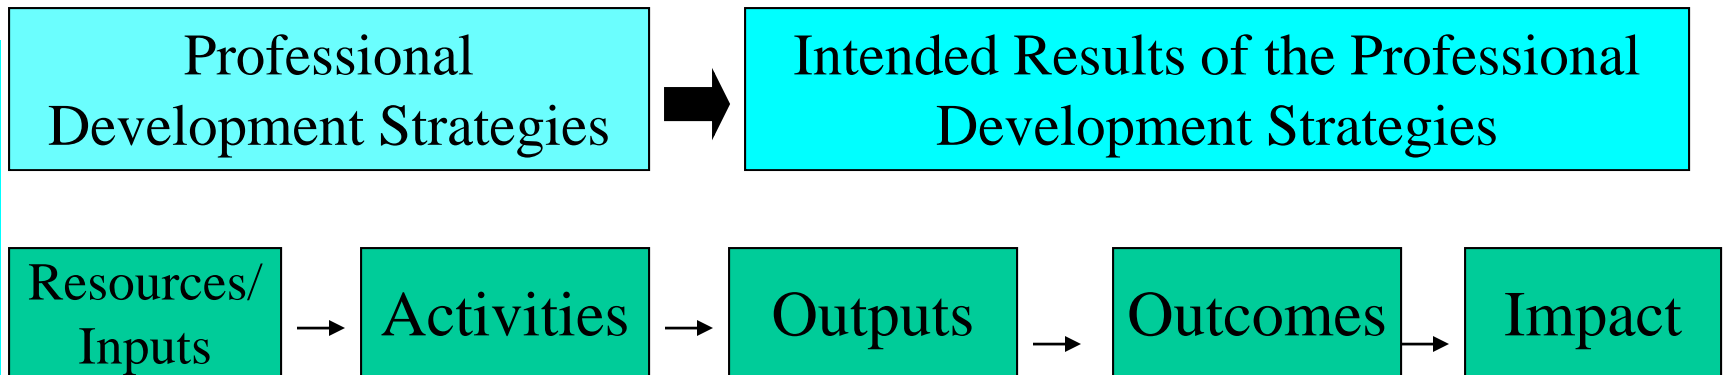 Professional
Development Strategies
Intended Results of the Professional
Development Strategies
Resources/
Inputs
Activities
Outputs
Outcomes
Impact